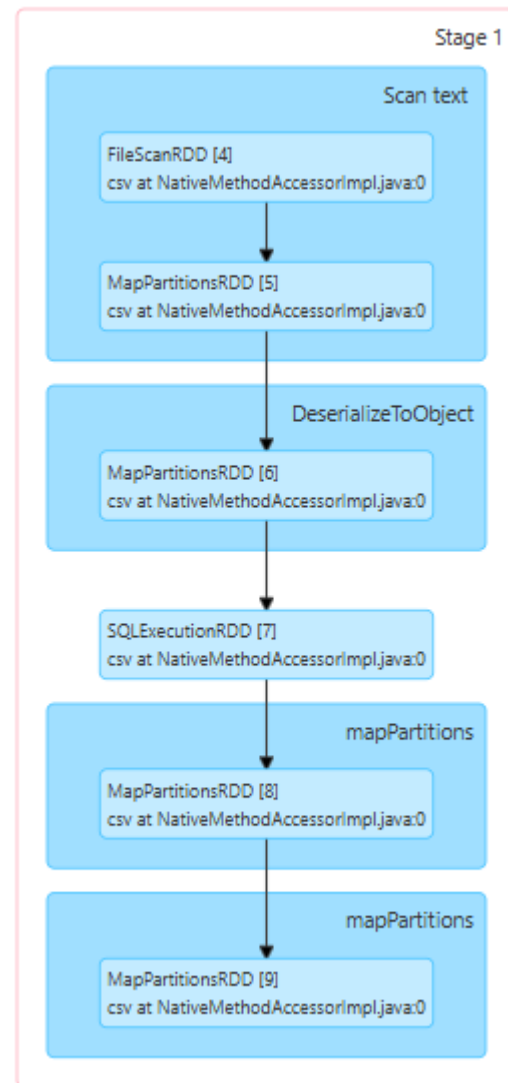 Stage 1
Scan text
FileScanRDD [4]
csv at NativeMethodAccessorImpl.java:0
MapPartitionsRDD [5]
csv at NativeMethodAccessorImpl.java:0
DeserializeToObject
MapPartitionsRDD [6]
csv at NativeMethodAccessorImpl.java:0
SQLExecutionRDD [7]
csv at NativeMethodAccessorImpl.java:0
mapPartitions
MapPartitionsRDD [8]
csv at NativeMethodAccessorImpl.java:0
mapPartitions
MapPartitionsRDD [9]
csv at NativeMethodAccessorImpl.java:0